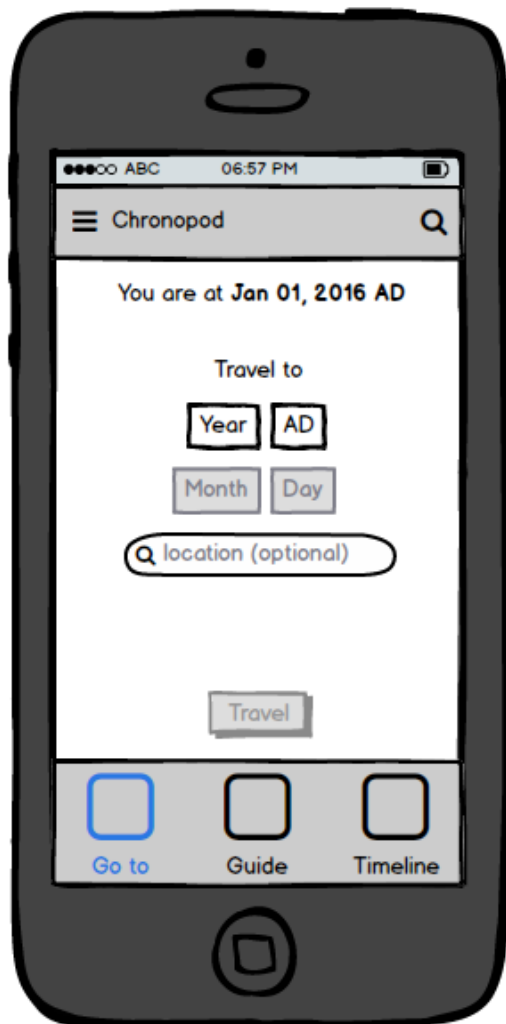 ABC 06:57 PM
Chronopod
You are at Jan 01, 2016 AD
Travel to
Year AD
Month Day
location (optional)
Travel
Go to Guide Timeline